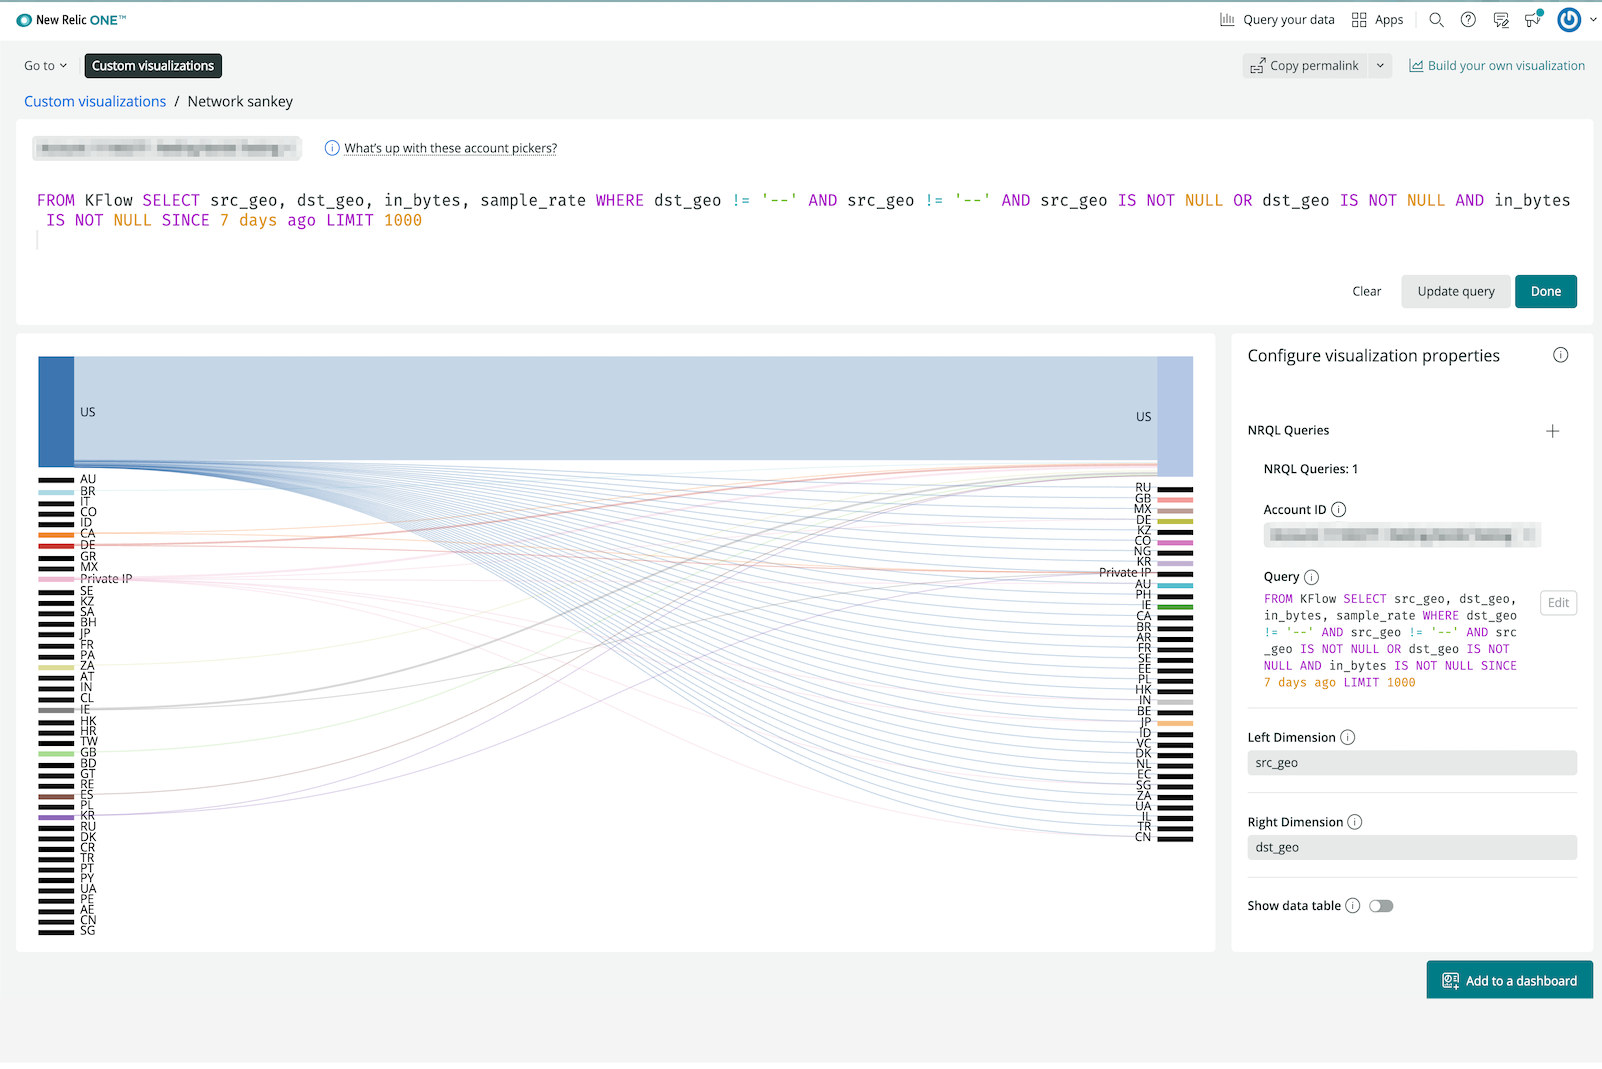 New Relic ONE™
Query your data
Apps
Go to
Custom visualizations
Copy permalink
Build your own visualization
Custom visualizations / Network sankey
What's up with these account pickers?
FROM KFlow SELECT src_geo, dst_geo, in_bytes, sample_rate WHERE dst_geo != '--' AND src_geo != '--' AND src_geo IS NOT NULL OR dst_geo IS NOT NULL AND in_bytes
IS NOT NULL SINCE 7 days ago LIMIT 1000
Clear
Update query
Done
US
AU
BR
IT
CO
ID
CA
DE
GR
MX
Private IP
SE
KZ
SA
BH
JP
FR
PA
ZA
AT
IN
CL
IE
HK
HR
TW
GB
BD
GT
RE
ES
PL
KR
RU
DK
CR
TR
PT
PY
UA
PE
AE
CN
SG
US
RU
GB
MX
DE
KZ
CO
NG
KR
Private IP
AU
PH
IE
CA
BR
AR
FR
SE
EE
PL
HK
IN
BE
JP
ID
VC
DK
NL
EC
SG
ZA
UA
IL
TR
CN
Configure visualization properties
NRQL Queries
NRQL Queries: 1
Account ID
Query
FROM KFlow SELECT src_geo, dst_geo,
in_bytes, sample_rate WHERE dst_geo
!= '--' AND src_geo != '--' AND src
_geo IS NOT NULL OR dst_geo IS NOT
NULL AND in_bytes IS NOT NULL SINCE
7 days ago LIMIT 1000
Edit
Left Dimension
src_geo
Right Dimension
dst_geo
Show data table
Add to a dashboard